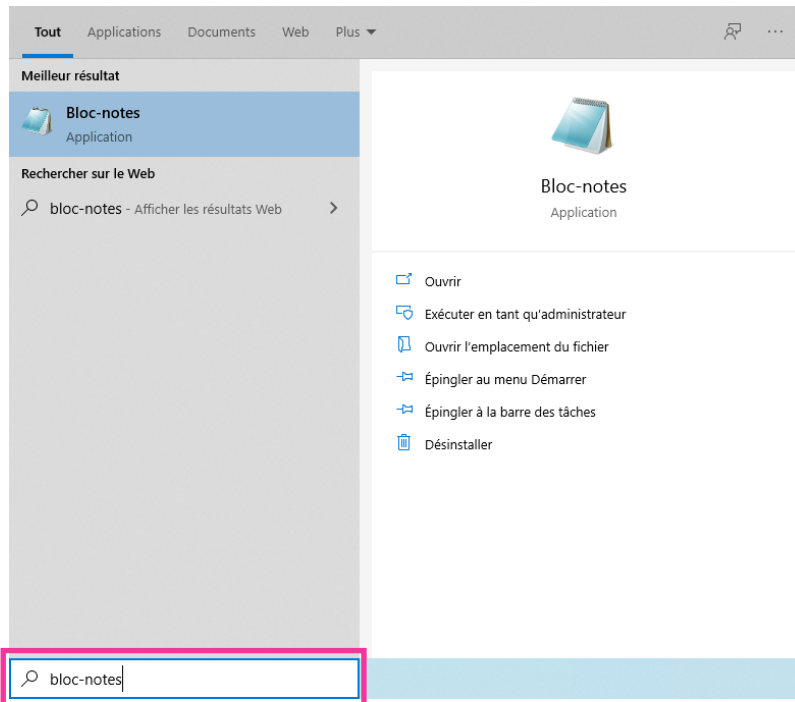 Tout Applications Documents Web Plus
Meilleur résultat
Bloc-notes
Application
Rechercher sur le Web
bloc-notes - Afficher les résultats Web
Bloc-notes
Application
Ouvrir
Exécuter en tant qu'administrateur
Ouvrir l'emplacement du fichier
Épingler au menu Démarrer
Épingler à la barre des tâches
Désinstaller
bloc-notes